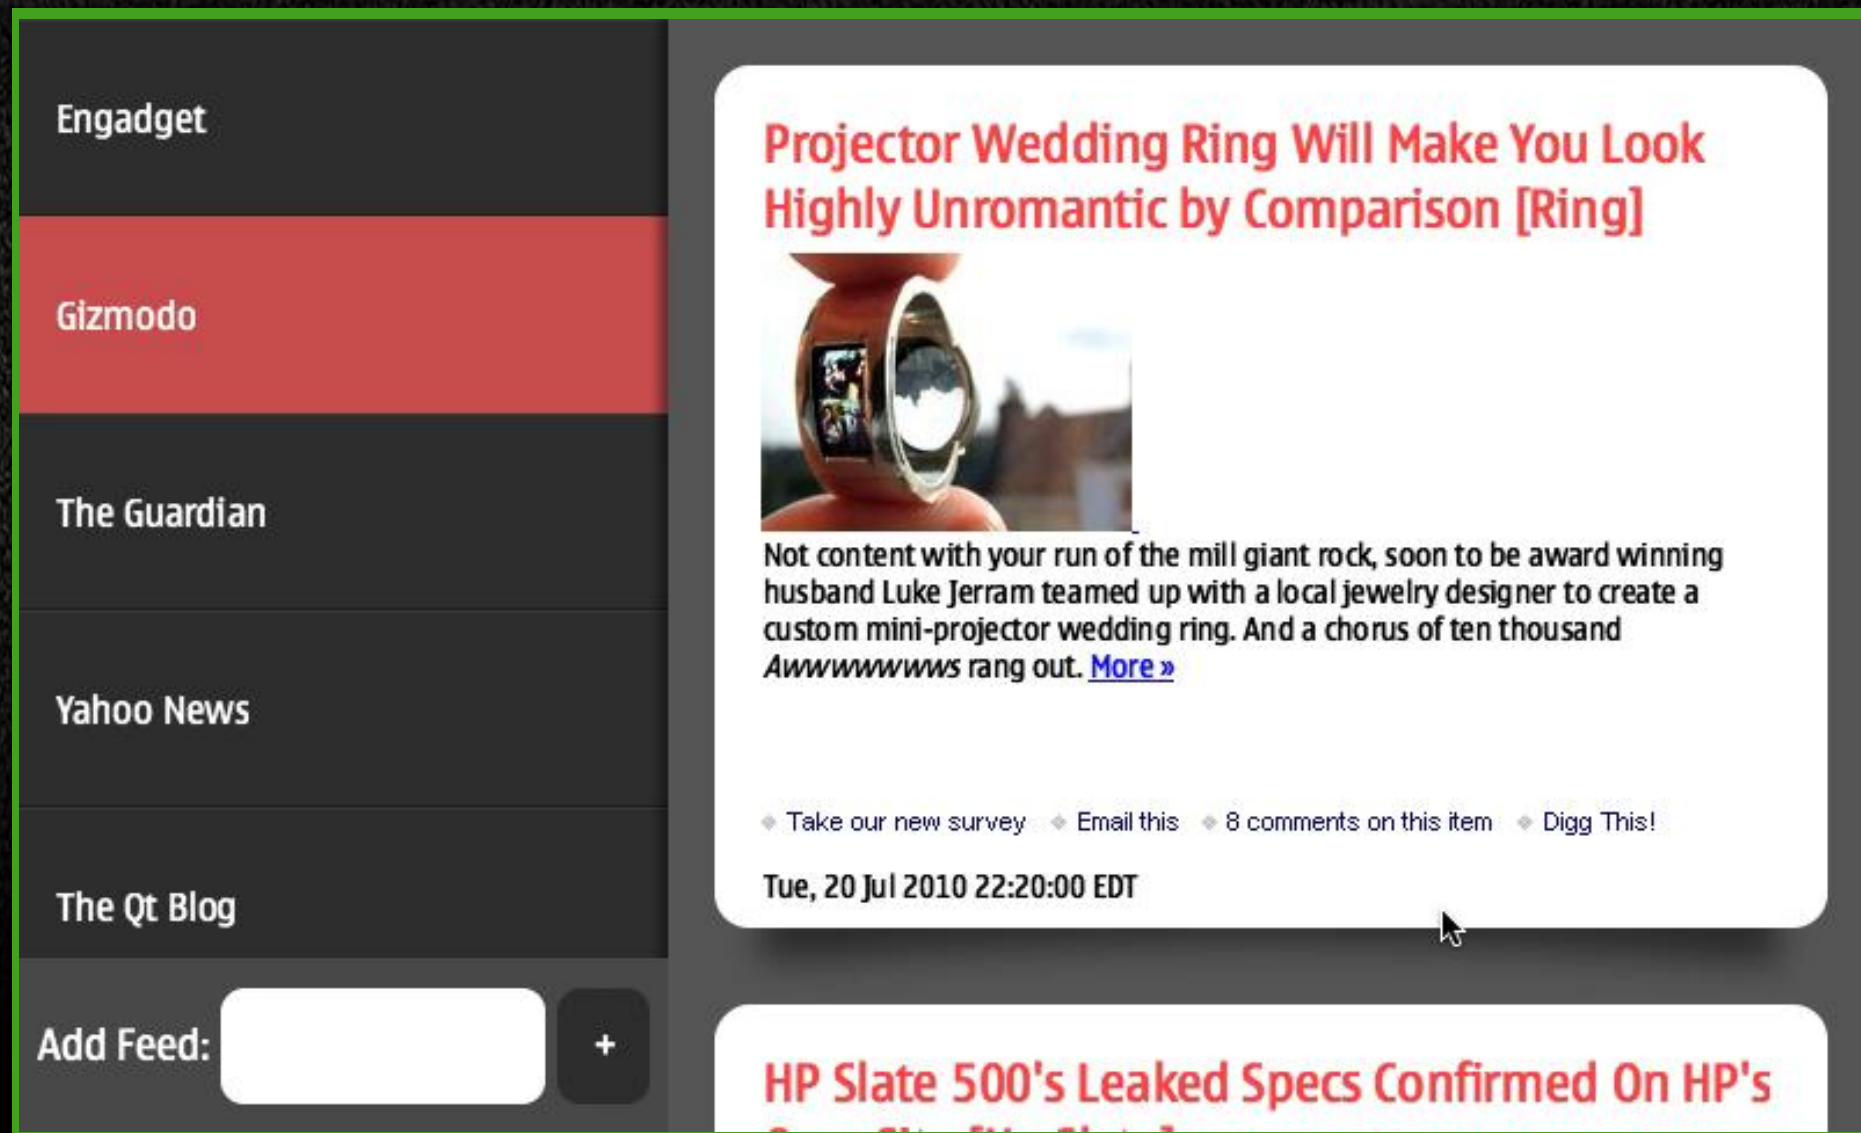 Engadget
Gizmodo
The Guardian
Yahoo News
The Qt Blog
Add Feed:
+
Projector Wedding Ring Will Make You Look
Highly Unromantic by Comparison [Ring]
Not content with your run of the mill giant rock, soon to be award winning
husband Luke Jerram teamed up with a local jewelry designer to create a
custom mini-projector wedding ring. And a chorus of ten thousand
Awwwwwwws rang out. More »
Take our new survey Email this 8 comments on this item Digg This!
Tue, 20 Jul 2010 22:20:00 EDT
HP Slate 500's Leaked Specs Confirmed On HP's